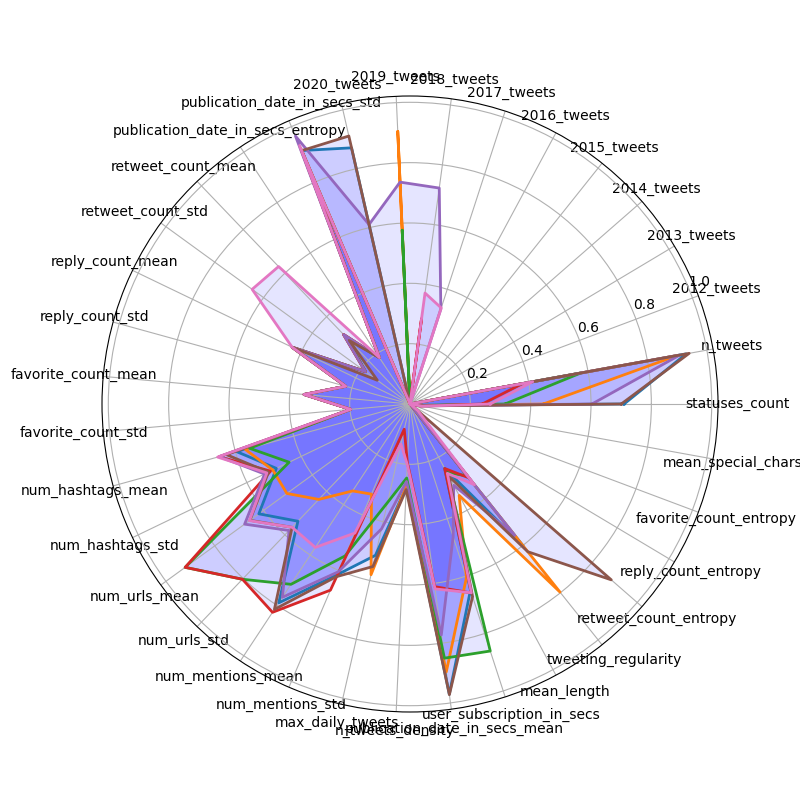 2019_tweets
2018_tweets
2020_tweets
2017_tweets
publication_date_in_secs_std
2016_tweets
publication_date_in_secs_entropy
2015_tweets
retweet_count_mean
2014_tweets
retweet_count_std
2013_tweets
reply_count_mean
1.0
2012_tweets
0.8
reply_count_std
0.6
n_tweets
0.4
favorite_count_mean
0.2
statuses_count
favorite_count_std
mean_special_chars
num_hashtags_mean
favorite_count_entropy
num_hashtags_std
reply_count_entropy
num_urls_mean
retweet_count_entropy
num_urls_std
tweeting_regularity
num_mentions_mean
mean_length
num_mentions_std
user_subscription_in_secs
max_daily_tweets
publication_date_in_secs_mean
n_tweets_density